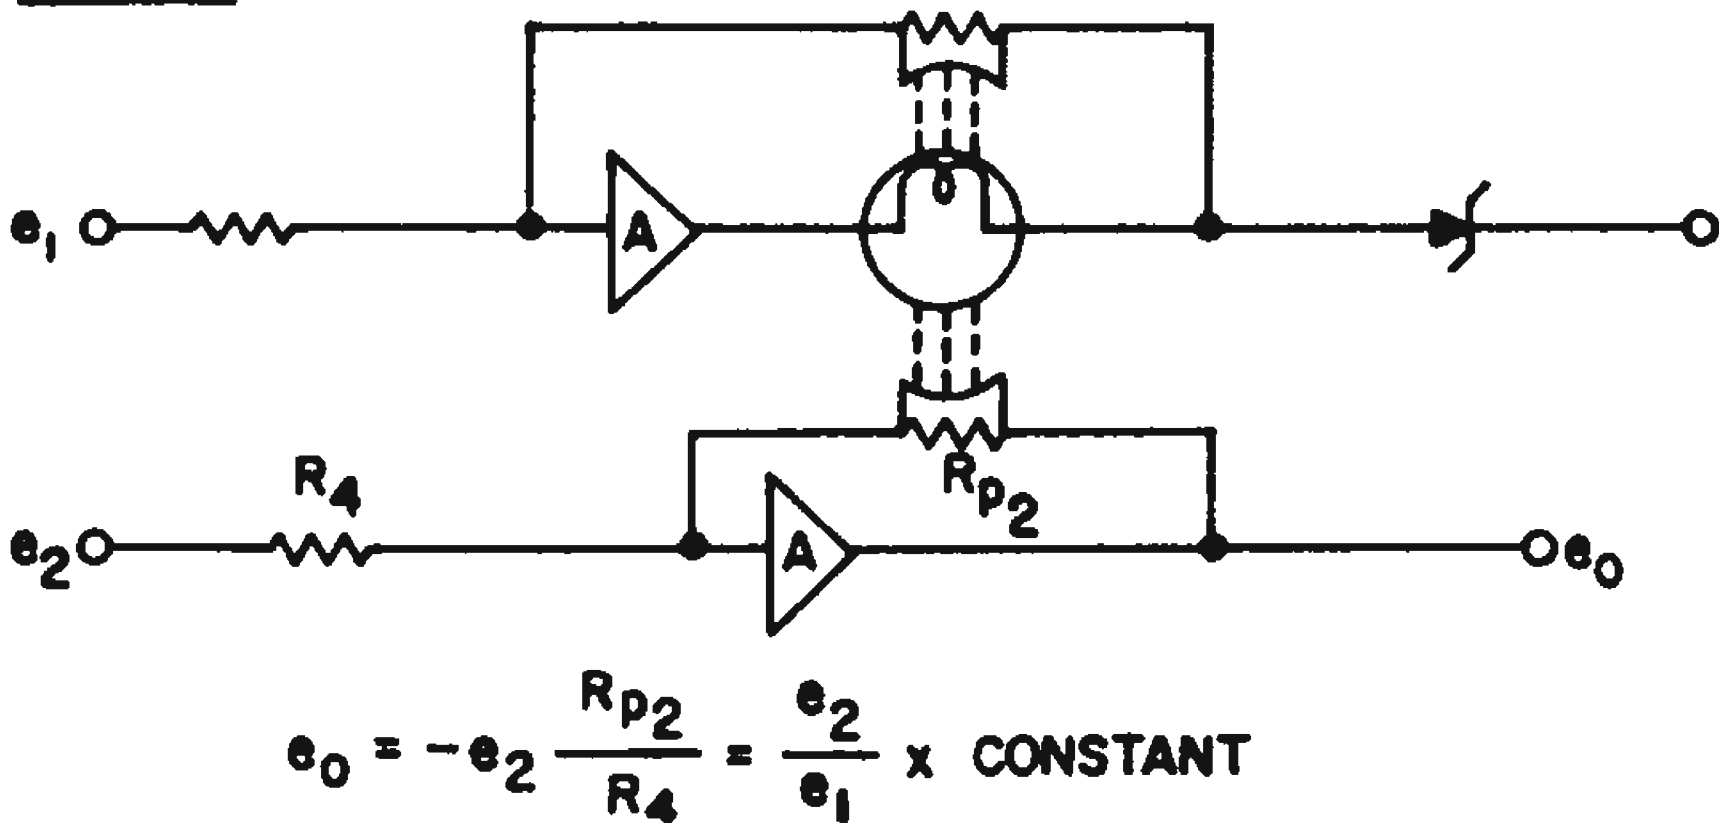 e₁
A
R₄
Rp₂
e₂
A
e₀
e₀ = -e₂ Rp₂/R₄ = e₂/e₁ x CONSTANT